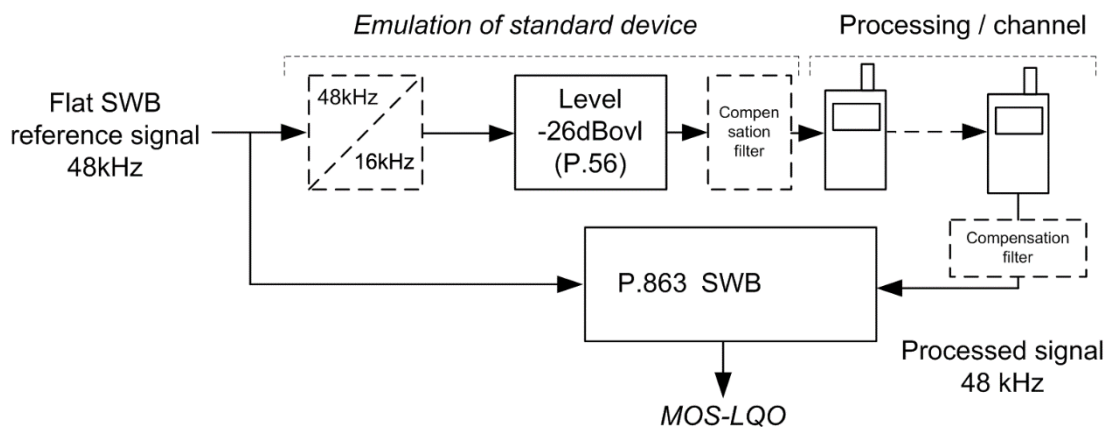 Emulation of standard device
Processing / channel
Flat SWB
reference signal
48kHz
48kHz
16kHz
Level
-26dBovl
(P.56)
Compen
sation
filter
Compensation
filter
P.863 SWB
Processed signal
48 kHz
MOS-LQO